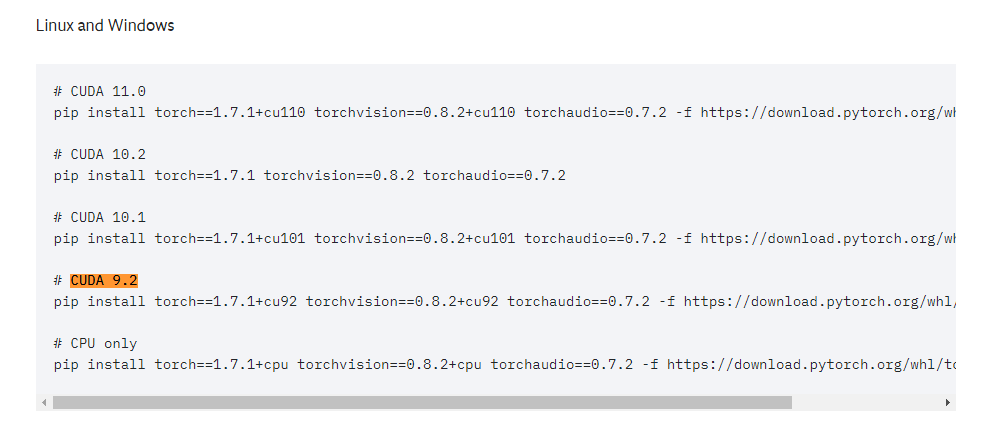 Linux and Windows
# CUDA 11.0
pip install torch==1.7.1+cu110 torchvision==0.8.2+cu110 torchaudio==0.7.2 -f https://download.pytorch.org/wh
# CUDA 10.2
pip install torch==1.7.1 torchvision==0.8.2 torchaudio==0.7.2
# CUDA 10.1
pip install torch==1.7.1+cu101 torchvision==0.8.2+cu101 torchaudio==0.7.2 -f https://download.pytorch.org/wh
# CUDA 9.2
pip install torch==1.7.1+cu92 torchvision==0.8.2+cu92 torchaudio==0.7.2 -f https://download.pytorch.org/whl/
# CPU only
pip install torch==1.7.1+cpu torchvision==0.8.2+cpu torchaudio==0.7.2 -f https://download.pytorch.org/whl/to